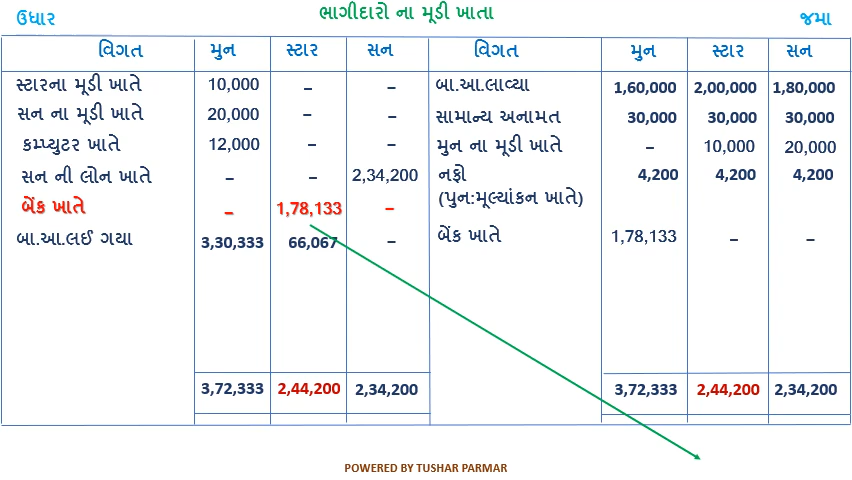 ભાગીદારો ના મૂડી ખાતા
ઉધાર જમા
વિગત મુન સ્ટાર સન વિગત મુન સ્ટાર સન
સ્ટારના મૂડી ખાતે 10,000 – – બા.આ.લાવ્યા 1,60,000 2,00,000 1,80,000
સન ના મૂડી ખાતે 20,000 – – સામાન્ય અનામત 30,000 30,000 30,000
કમ્પ્યુટર ખાતે 12,000 – – મુન ના મૂડી ખાતે – 10,000 20,000
સન ની લોન ખાતે – – 2,34,200 નફો 4,200 4,200 4,200
(પુન:મૂલ્યાંકન ખાતે)
બેંક ખાતે – 1,78,133 –
બા.આ.લઈ ગયા 3,30,333 66,067 – બેંક ખાતે 1,78,133 – –
3,72,333 2,44,200 2,34,200 3,72,333 2,44,200 2,34,200
POWERED BY TUSHAR PARMAR